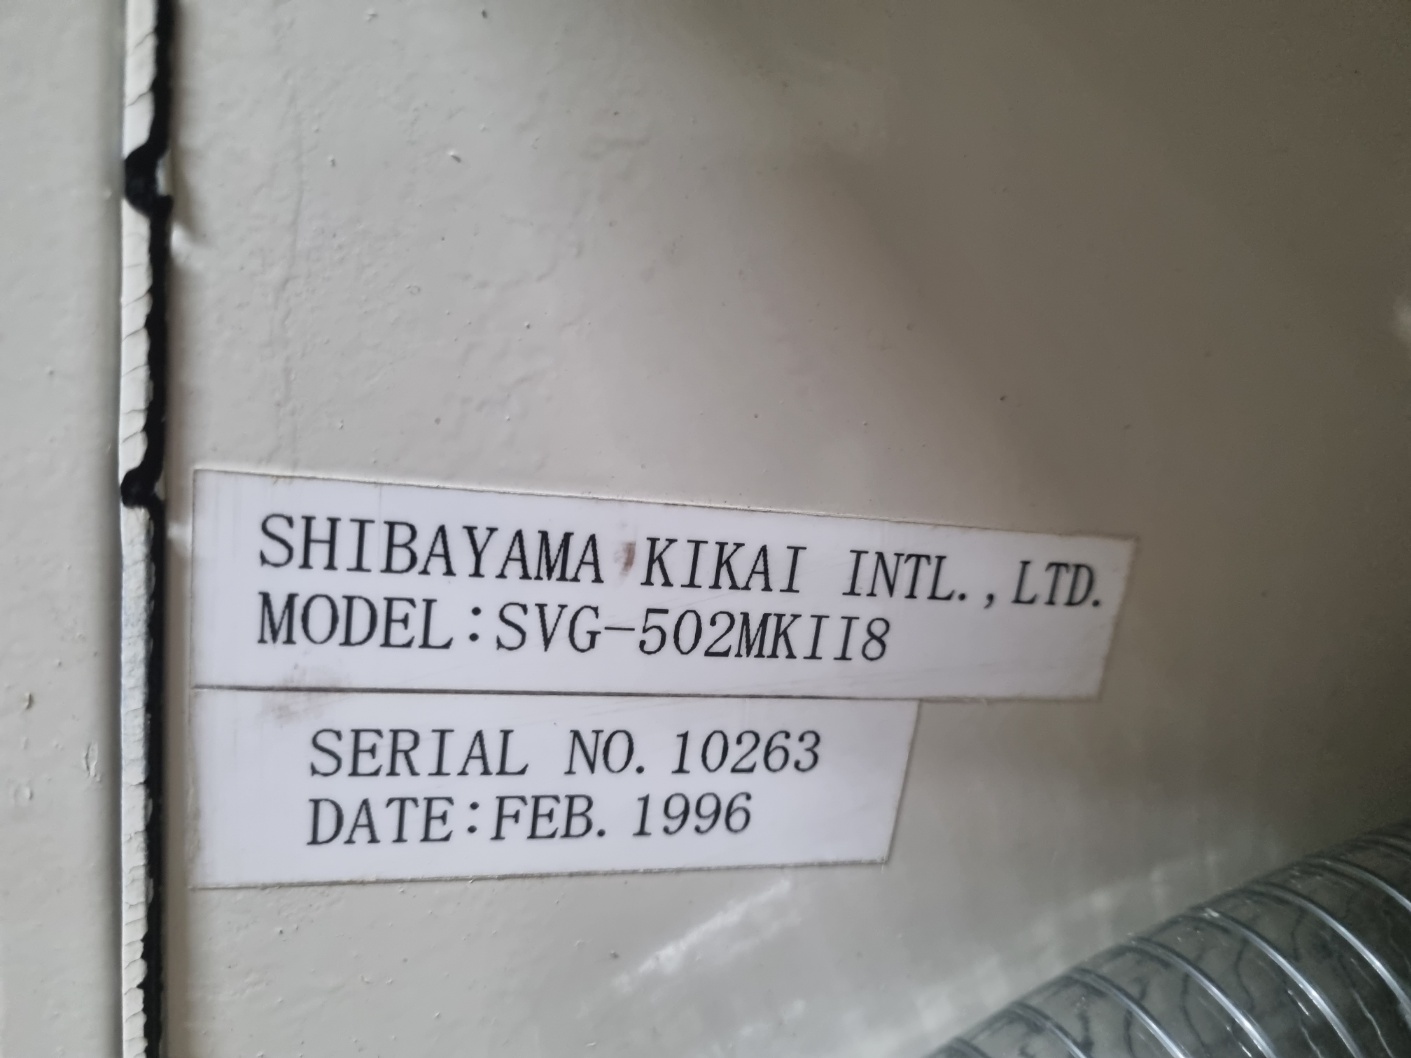 SHIBAYAMA KIKAI INTL.,LTD.
MODEL:SVG-502MKII8
SERIAL NO.10263
DATE:FEB.1996